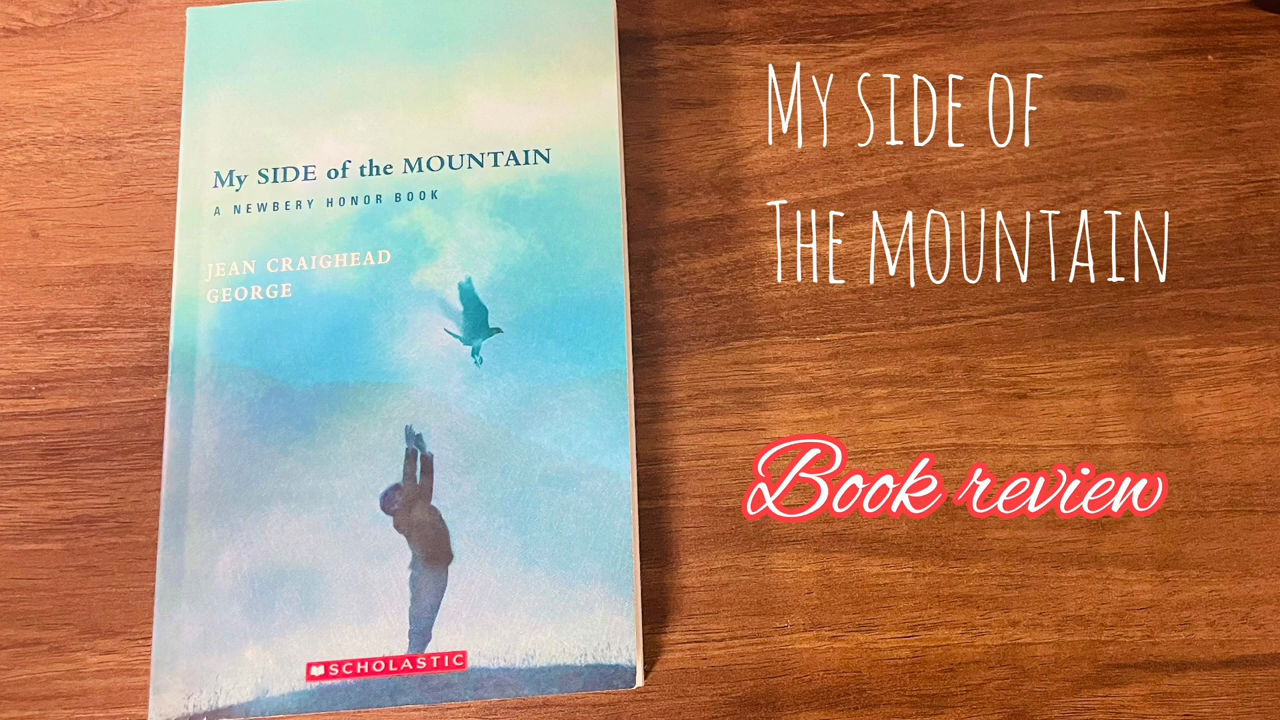 My SIDE of the MOUNTAIN
A NEWBERY HONOR BOOK
JEAN CRAIGHEAD
GEORGE
SCHOLASTIC
My side of
The mountain
Book review